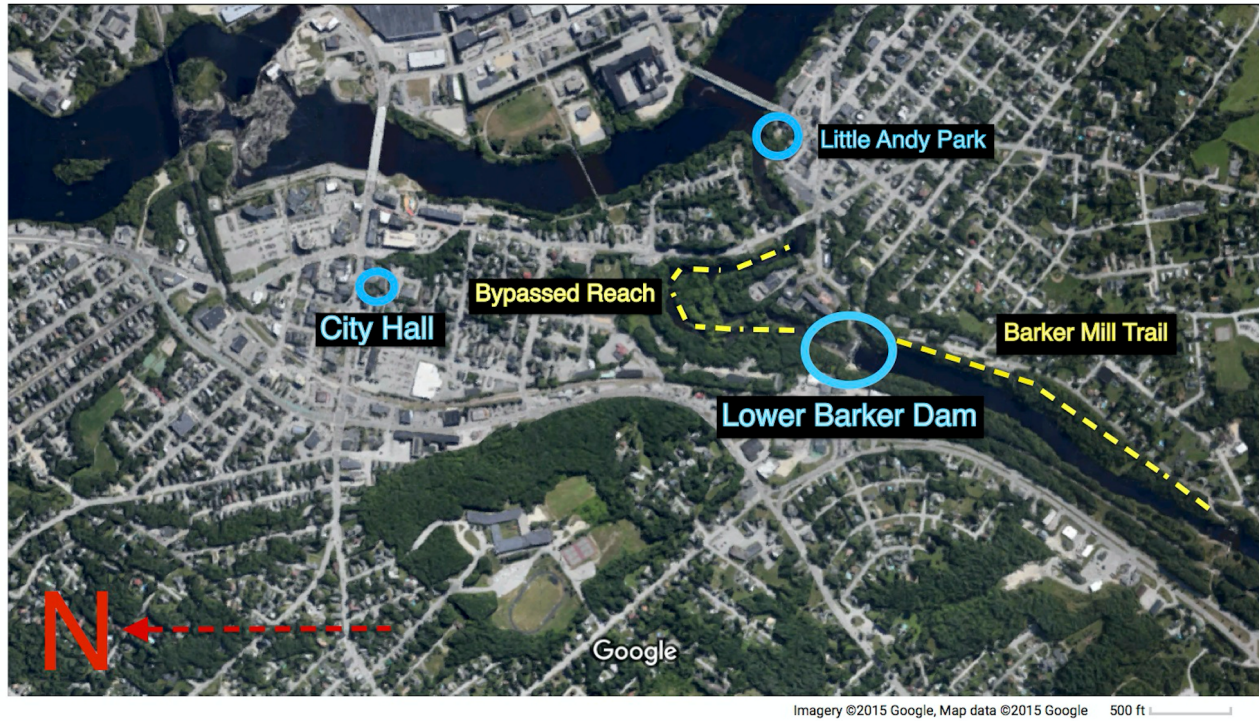 Little Andy Park
Bypassed Reach
City Hall
Barker Mill Trail
Lower Barker Dam
N
Google
Imagery ©2015 Google, Map data ©2015 Google 500 ft